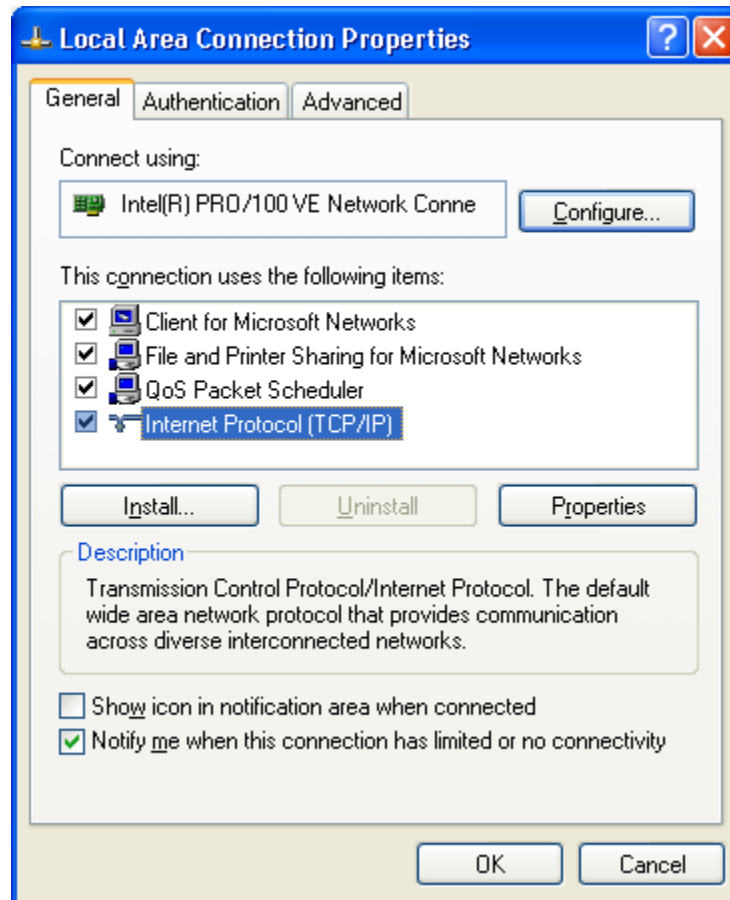 Local Area Connection Properties
General Authentication Advanced
Connect using:
Intel(R) PRO/100 VE Network Conne
Configure...
This connection uses the following items:
Client for Microsoft Networks
File and Printer Sharing for Microsoft Networks
QoS Packet Scheduler
Internet Protocol (TCP/IP)
Install... Uninstall Properties
Description
Transmission Control Protocol/Internet Protocol. The default
wide area network protocol that provides communication
across diverse interconnected networks.
Show icon in notification area when connected
Notify me when this connection has limited or no connectivity
OK Cancel